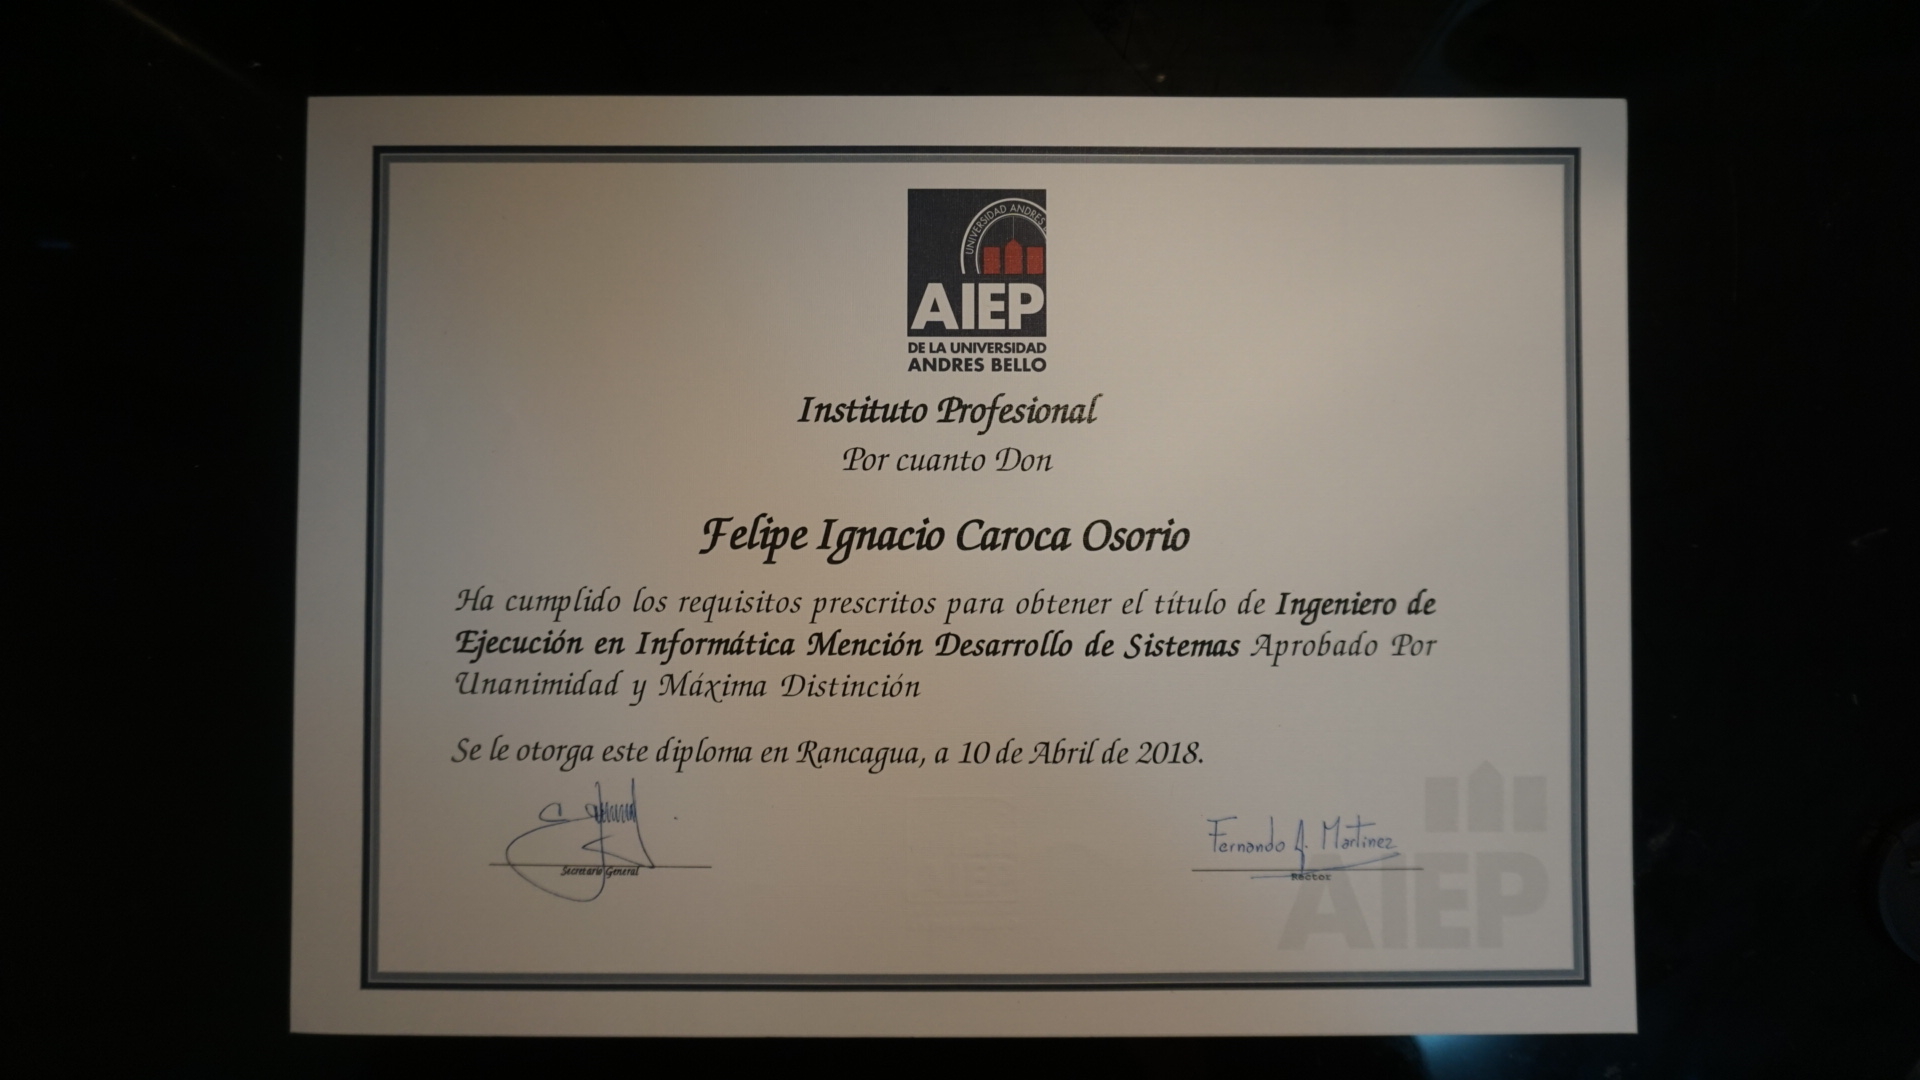 UNIVERSIDAD ANDRES
AIEP
DE LA UNIVERSIDAD
ANDRES BELLO
Instituto Profesional
Por cuanto Don
Felipe Ignacio Caroca Osorio
Ha cumplido los requisitos prescritos para obtener el título de Ingeniero de
Ejecución en Informática Mención Desarrollo de Sistemas Aprobado Por
Unanimidad y Máxima Distinción
Se le otorga este diploma en Rancagua, a 10 de Abril de 2018.
Secretario General
Fernando J. Martinez
Rector
AIEP